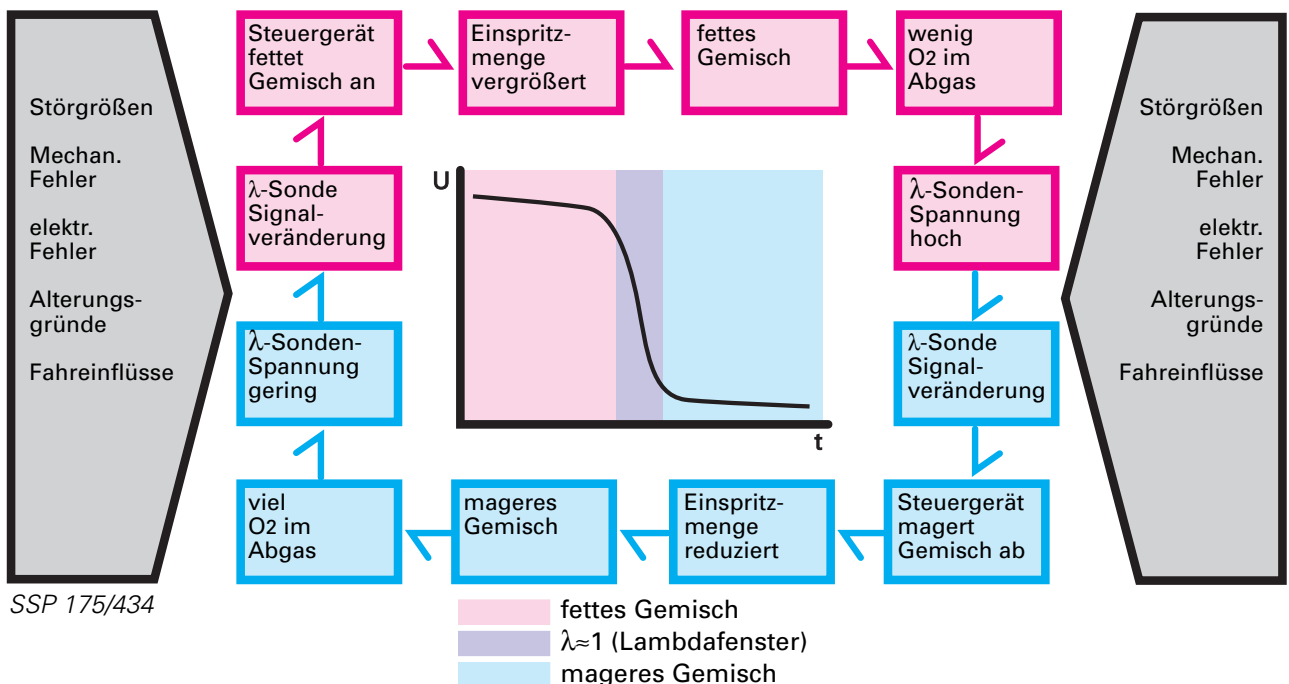 Störgrößen
Mechan.
Fehler
elektr.
Fehler
Alterungs-
gründe
Fahreinflüsse
Steuergerät
fettet
Gemisch an
Einspritz-
menge
vergrößert
fettes
Gemisch
wenig
O2 im
Abgas
λ-Sonde
Signal-
veränderung
λ-Sonden-
Spannung
hoch
λ-Sonden-
Spannung
gering
λ-Sonde
Signal-
veränderung
viel
O2 im
Abgas
mageres
Gemisch
Einspritz-
menge
reduziert
Steuergerät
magert
Gemisch ab
U
t
Störgrößen
Mechan.
Fehler
elektr.
Fehler
Alterungs-
gründe
Fahreinflüsse
SSP 175/434
fettes Gemisch
λ≈1 (Lambdafenster)
mageres Gemisch